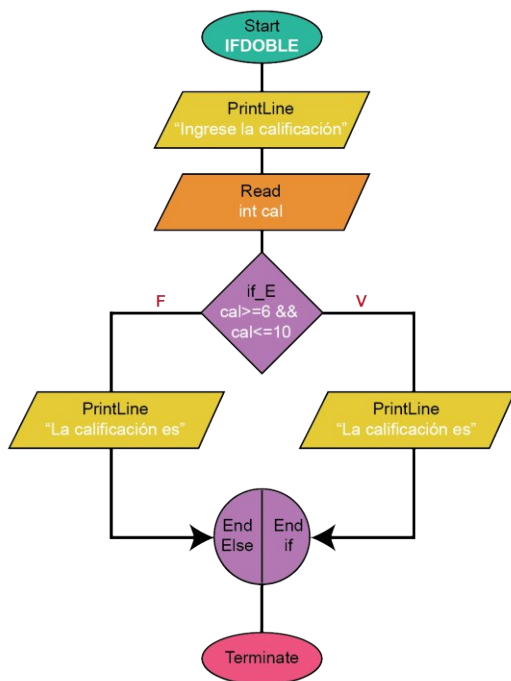 Start
IFDOBLE
PrintLine
“Ingrese la calificación”
Read
int cal
if_E
cal>=6 &&
cal<=10
F
V
PrintLine
“La calificación es”
PrintLine
“La calificación es”
End
Else
End
if
Terminate